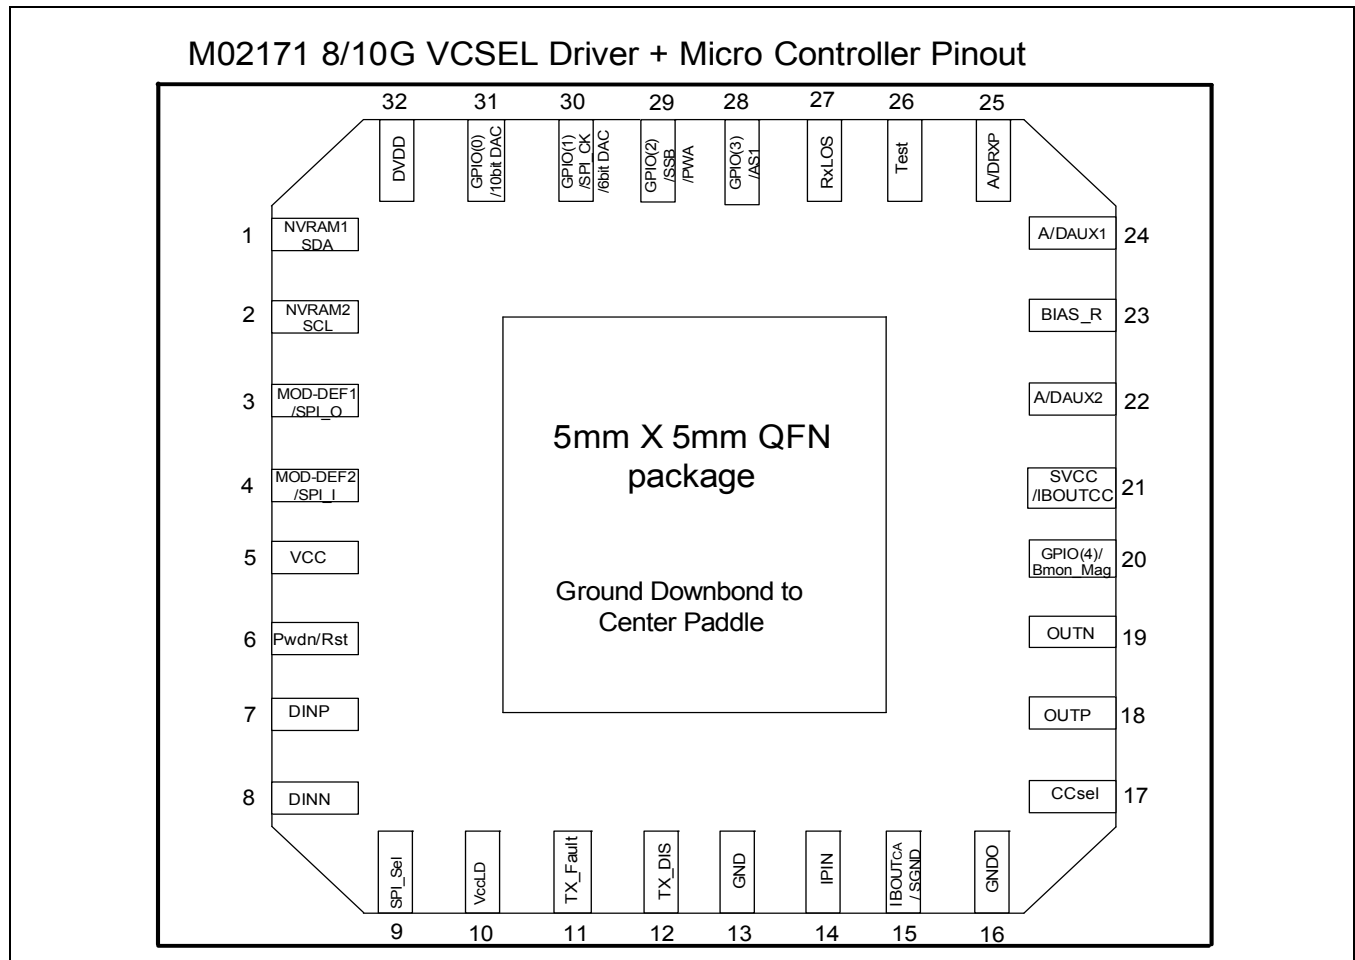 M02171 8/10G VCSEL Driver + Micro Controller Pinout
32 31 30 29 28 27 26 25
DVDD
GPIO(0)
/10bit DAC
GPIO(1)
/SPI_CK
/6bit DAC
GPIO(2)
/SSB
/PWA
GPIO(3)
/AS1
RxLOS
Test
A/DRXP
1 NVRAM1
SDA
2 NVRAM2
SCL
3 MOD-DEF1
/SPI_O
4 MOD-DEF2
/SPI_I
5 VCC
6 Pwdn/Rst
7 DINP
8 DINN
5mm X 5mm QFN
package
Ground Downbond to
Center Paddle
A/DAUX1 24
BIAS_R 23
A/DAUX2 22
SVCC
/IBOUTCC 21
GPIO(4)/
Bmon_Mag 20
OUTN 19
OUTP 18
CCsel 17
SPI_Sel
VccLD
TX_Fault
TX_DIS
GND
IPIN
IBOUTCA
/ SGND
GNDO
9 10 11 12 13 14 15 16